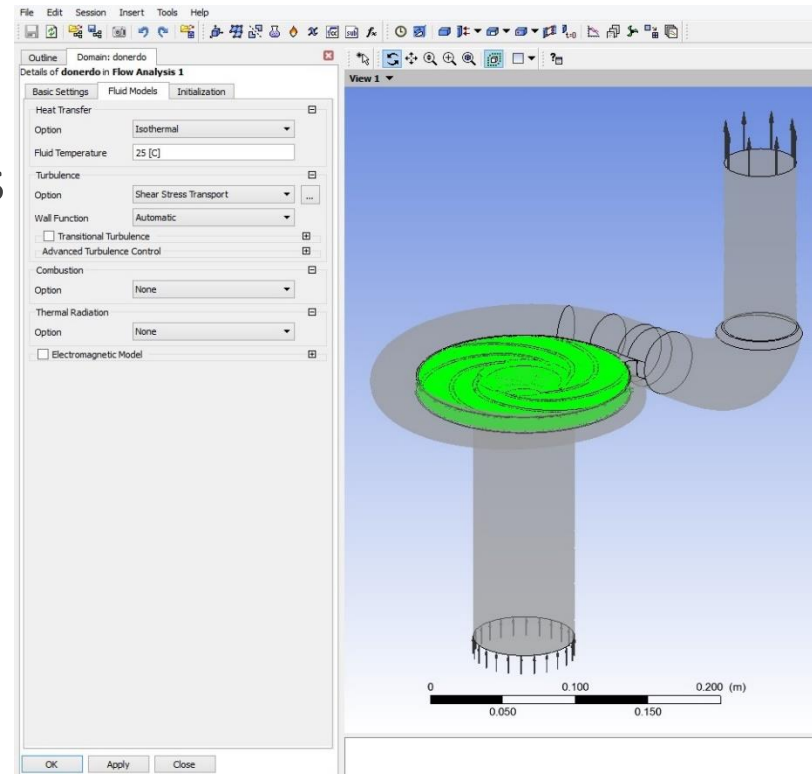 File Edit Session Insert Tools Help
Outline Domain: donerdo
Details of donerdo in Flow Analysis 1
Basic Settings Fluid Models Initialization
Heat Transfer
Option Isothermal
Fluid Temperature 25 [C]
Turbulence
Option Shear Stress Transport ...
Wall Function Automatic
Transitional Turbulence
Advanced Turbulence Control
Combustion
Option None
Thermal Radiation
Option None
Electromagnetic Model
OK Apply Close
View 1
0 0.100 0.200 (m)
0.050 0.150